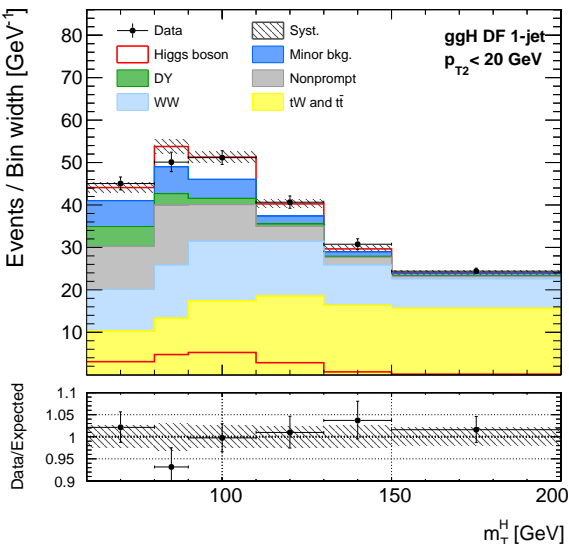 Events / Bin width [GeV⁻¹]
80
70
60
50
40
30
20
10
Data
Syst.
Higgs boson
Minor bkg.
DY
Nonprompt
WW
tW and tt̅
ggH DF 1-jet
pT2 < 20 GeV
Data/Expected
1.1
1.05
1
0.95
0.9
60
100
150
200
m_T^H [GeV]